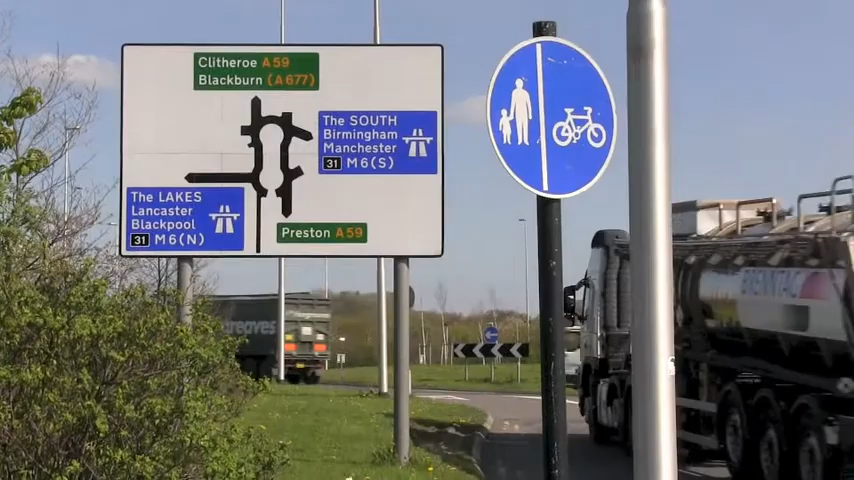 Clitheroe A59
Blackburn (A677)
The SOUTH
Birmingham
Manchester
31 M6(S)
The LAKES
Lancaster
Blackpool
31 M6(N)
Preston A59
BRENNTAG